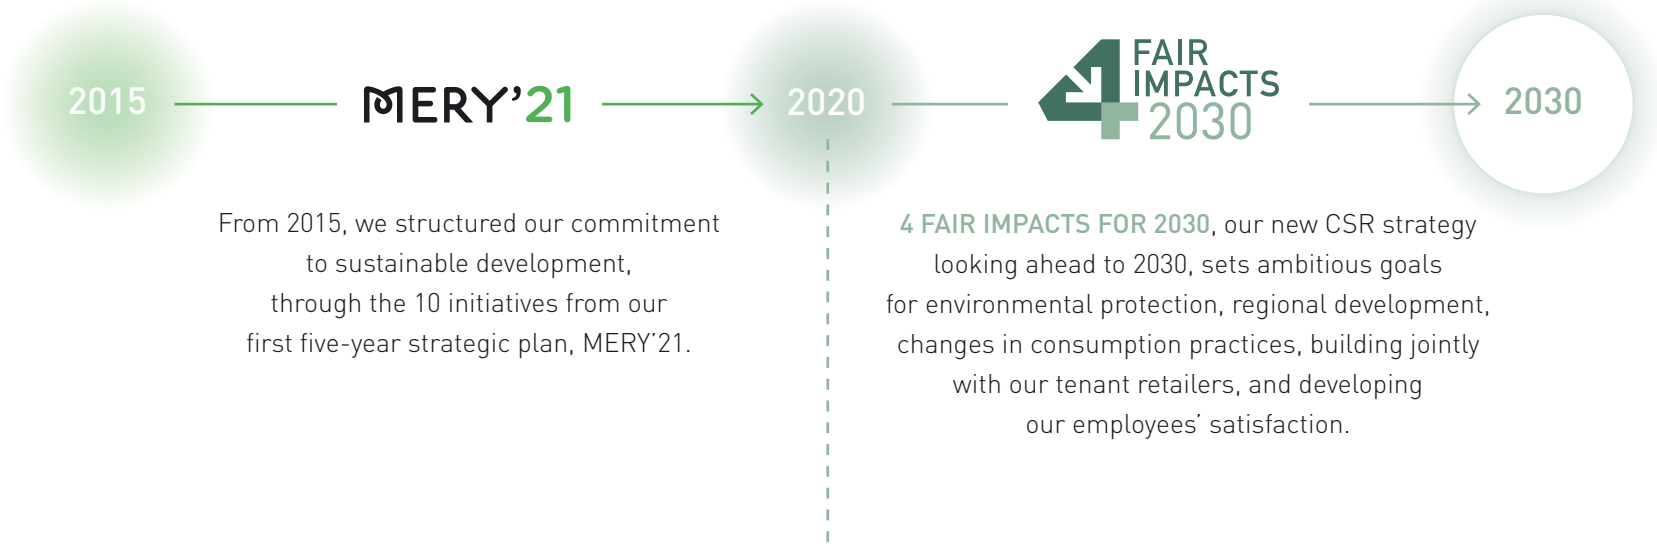 2015
MERY'21
2020
4 FAIR
IMPACTS
2030
2030
From 2015, we structured our commitment
to sustainable development,
through the 10 initiatives from our
first five-year strategic plan, MERY'21.
4 FAIR IMPACTS FOR 2030, our new CSR strategy
looking ahead to 2030, sets ambitious goals
for environmental protection, regional development,
changes in consumption practices, building jointly
with our tenant retailers, and developing
our employees' satisfaction.